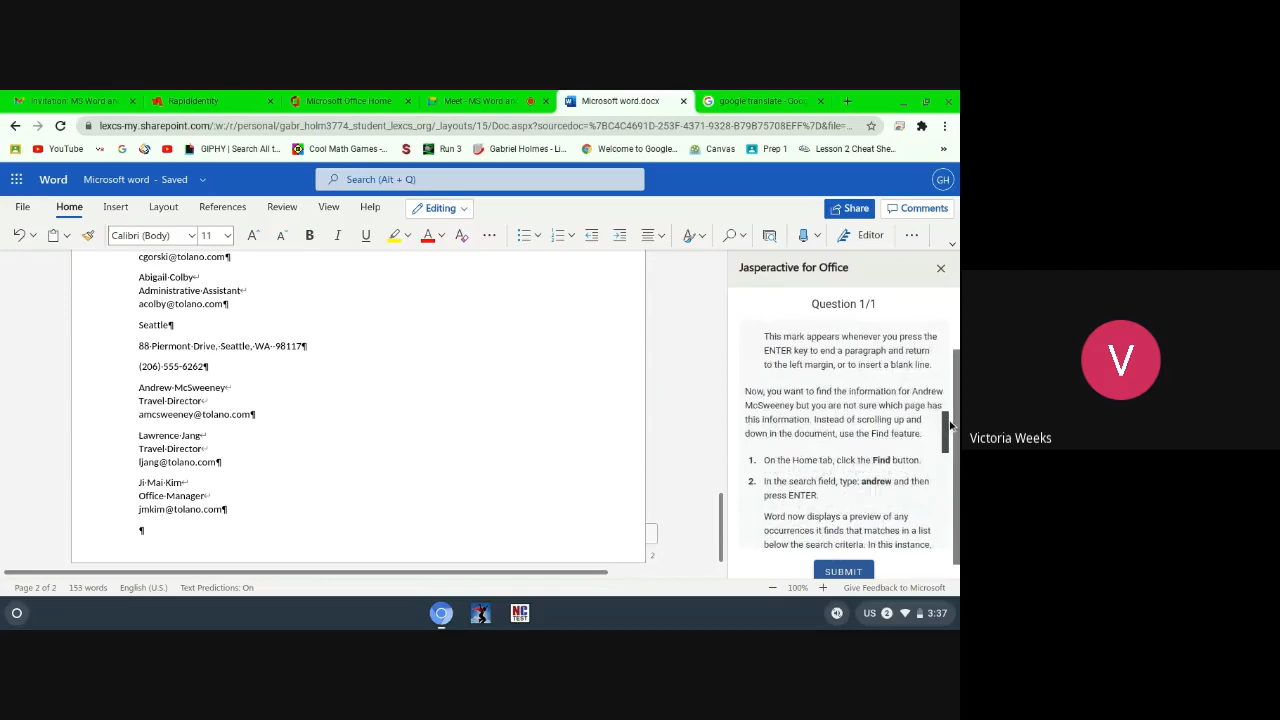 Invitation: MS Word an
RapidIdentity
Microsoft Office Home
Meet - MS Word an
Microsoft word.docx
google translate - Goog
lexcs-my.sharepoint.com/:w:/r/personal/gabr_holm3774_student_lexcs_org/_layouts/15/Doc.aspx?sourcedoc=%7BC4C4691D-253F-4371-9328-B79B75708EFF%7D&file=...
YouTube
GIPHY | Search All t...
Cool Math Games -...
Run 3
Gabriel Holmes - Li...
Welcome to Google...
Canvas
Prep 1
Lesson 2 Cheat She...
»
Word Microsoft word - Saved
Search (Alt + Q)
GH
File Home Insert Layout References Review View Help Editing
Share Comments
Calibri (Body) 11 B I U Editor
cgorski@tolano.com¶
Abigail·Colby↵
Administrative·Assistant↵
acolby@tolano.com¶
Seattle¶
88·Piermont·Drive,·Seattle,·WA··98117¶
(206)·555-6262¶
Andrew·McSweeney↵
Travel·Director↵
amcsweeney@tolano.com¶
Lawrence·Jang↵
Travel·Director↵
ljang@tolano.com¶
Ji·Mai·Kim↵
Office·Manager↵
jmkim@tolano.com¶
¶
2
Jasperactive for Office
Question 1/1
This mark appears whenever you press the
ENTER key to end a paragraph and return
to the left margin, or to insert a blank line.
Now, you want to find the information for Andrew
McSweeney but you are not sure which page has
this information. Instead of scrolling up and
down in the document, use the Find feature.
1. On the Home tab, click the Find button.
2. In the search field, type: andrew and then
press ENTER.
Word now displays a preview of any
occurrences it finds that matches in a list
below the search criteria. In this instance,
SUBMIT
Page 2 of 2 153 words English (U.S.) Text Predictions: On
100% Give Feedback to Microsoft
NC
TEST
US 2 3:37
V
Victoria Weeks